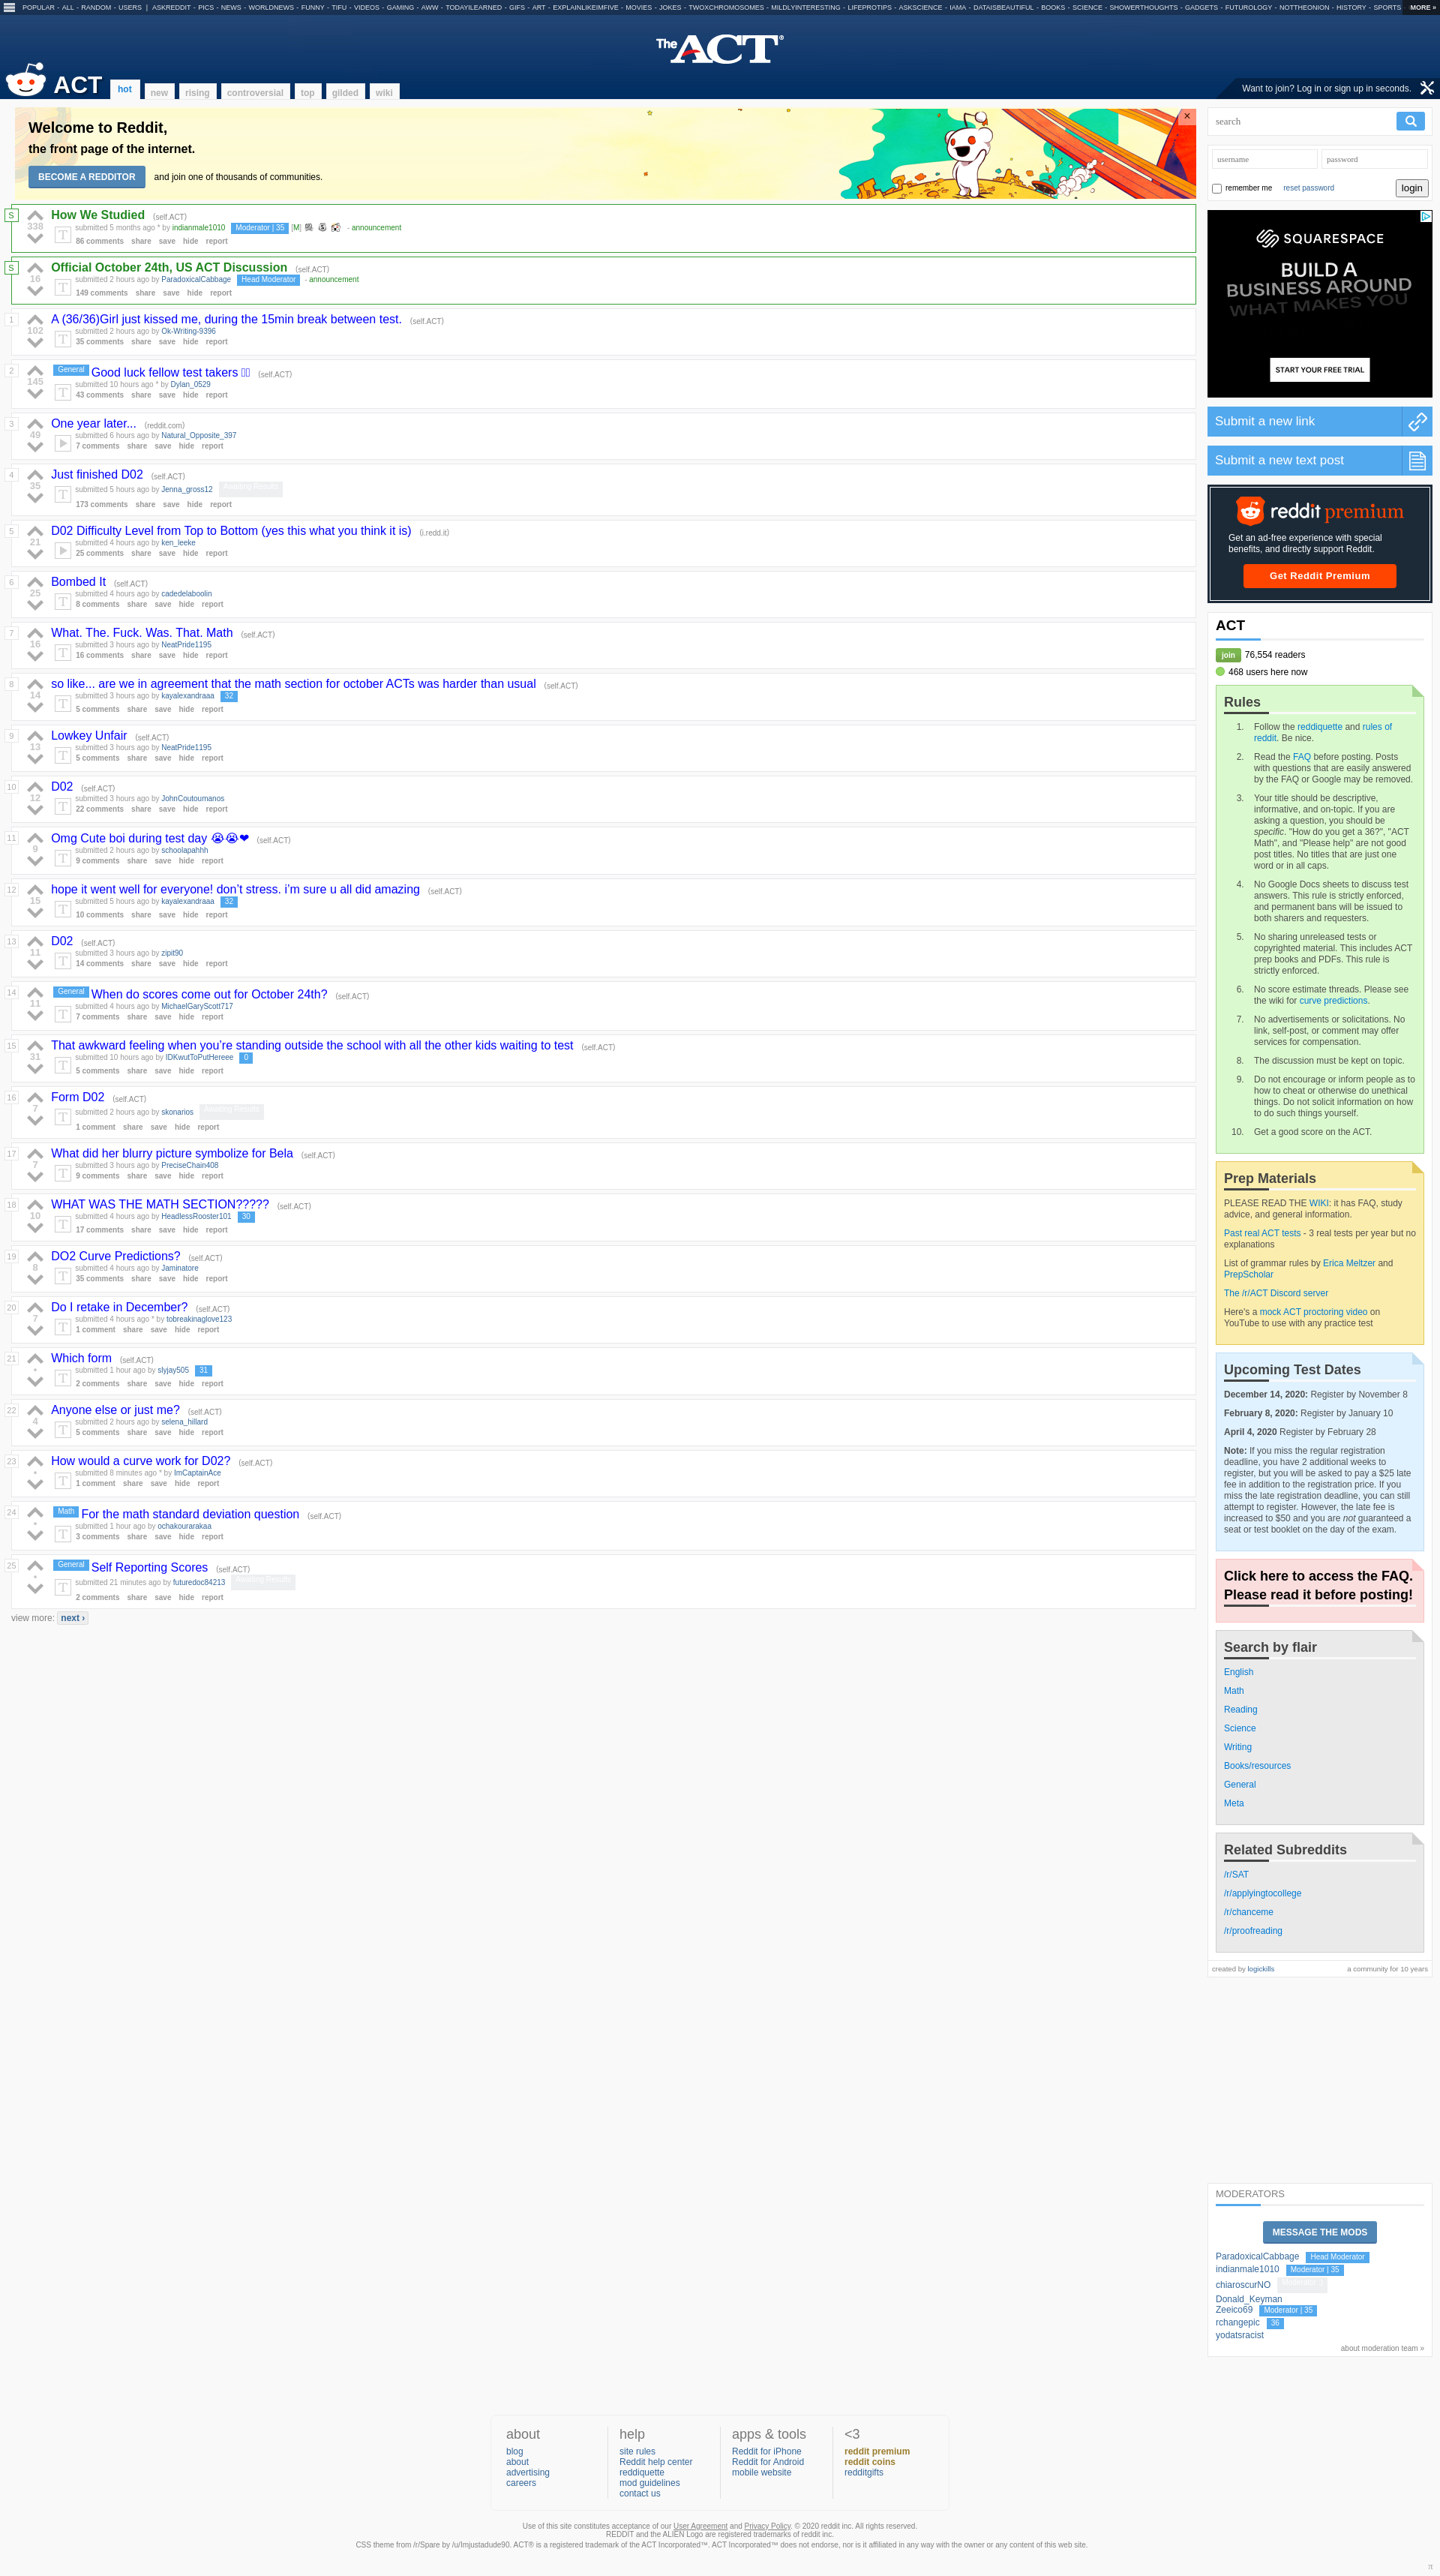 POPULAR - ALL - RANDOM - USERS | ASKREDDIT - PICS - NEWS - WORLDNEWS - FUNNY - TIFU - VIDEOS - GAMING - AWW - TODAYILEARNED - GIFS - ART - EXPLAINLIKEIMFIVE - MOVIES - JOKES - TWOXCHROMOSOMES - MILDLYINTERESTING - LIFEPROTIPS - ASKSCIENCE - IAMA - DATAISBEAUTIFUL - BOOKS - SCIENCE - SHOWERTHOUGHTS - GADGETS - FUTUROLOGY - NOTTHEONION - HISTORY - SPORTS MORE »
The ACT®
ACT hot new rising controversial top gilded wiki
Want to join? Log in or sign up in seconds.
Welcome to Reddit,
the front page of the internet.
BECOME A REDDITOR and join one of thousands of communities.
×
S
338
How We Studied (self.ACT)
submitted 5 months ago * by indianmale1010 Moderator | 35 [M] - announcement
86 comments share save hide report
S
16
Official October 24th, US ACT Discussion (self.ACT)
submitted 2 hours ago by ParadoxicalCabbage Head Moderator - announcement
149 comments share save hide report
1
102
A (36/36)Girl just kissed me, during the 15min break between test. (self.ACT)
submitted 2 hours ago by Ok-Writing-9396
35 comments share save hide report
2
145
General Good luck fellow test takers (self.ACT)
submitted 10 hours ago * by Dylan_0529
43 comments share save hide report
3
49
One year later... (reddit.com)
submitted 6 hours ago by Natural_Opposite_397
7 comments share save hide report
4
35
Just finished D02 (self.ACT)
submitted 5 hours ago by Jenna_gross12 Awaiting Results
173 comments share save hide report
5
21
D02 Difficulty Level from Top to Bottom (yes this what you think it is) (i.redd.it)
submitted 4 hours ago by ken_leeke
25 comments share save hide report
6
25
Bombed It (self.ACT)
submitted 4 hours ago by cadedelaboolin
8 comments share save hide report
7
16
What. The. Fuck. Was. That. Math (self.ACT)
submitted 3 hours ago by NeatPride1195
16 comments share save hide report
8
14
so like... are we in agreement that the math section for october ACTs was harder than usual (self.ACT)
submitted 3 hours ago by kayalexandraaa 32
5 comments share save hide report
9
13
Lowkey Unfair (self.ACT)
submitted 3 hours ago by NeatPride1195
5 comments share save hide report
10
12
D02 (self.ACT)
submitted 3 hours ago by JohnCoutoumanos
22 comments share save hide report
11
9
Omg Cute boi during test day 😭😭❤ (self.ACT)
submitted 2 hours ago by schoolapahhh
9 comments share save hide report
12
15
hope it went well for everyone! don't stress. i'm sure u all did amazing (self.ACT)
submitted 5 hours ago by kayalexandraaa 32
10 comments share save hide report
13
11
D02 (self.ACT)
submitted 3 hours ago by zipit90
14 comments share save hide report
14
11
General When do scores come out for October 24th? (self.ACT)
submitted 4 hours ago by MichaelGaryScott717
7 comments share save hide report
15
31
That awkward feeling when you're standing outside the school with all the other kids waiting to test (self.ACT)
submitted 10 hours ago by IDKwutToPutHereee 0
5 comments share save hide report
16
7
Form D02 (self.ACT)
submitted 2 hours ago by skonarios Awaiting Results
1 comment share save hide report
17
7
What did her blurry picture symbolize for Bela (self.ACT)
submitted 3 hours ago by PreciseChain408
9 comments share save hide report
18
10
WHAT WAS THE MATH SECTION????? (self.ACT)
submitted 4 hours ago by HeadlessRooster101 30
17 comments share save hide report
19
8
DO2 Curve Predictions? (self.ACT)
submitted 4 hours ago by Jaminatore
35 comments share save hide report
20
7
Do I retake in December? (self.ACT)
submitted 4 hours ago * by tobreakinaglove123
1 comment share save hide report
21
•
Which form (self.ACT)
submitted 1 hour ago by slyjay505 31
2 comments share save hide report
22
4
Anyone else or just me? (self.ACT)
submitted 2 hours ago by selena_hillard
5 comments share save hide report
23
•
How would a curve work for D02? (self.ACT)
submitted 8 minutes ago * by ImCaptainAce
1 comment share save hide report
24
•
Math For the math standard deviation question (self.ACT)
submitted 1 hour ago by ochakourarakaa
3 comments share save hide report
25
•
General Self Reporting Scores (self.ACT)
submitted 21 minutes ago by futuredoc84213 Awaiting Results
2 comments share save hide report
view more: next ›
search
username password
remember me reset password login
SQUARESPACE
BUILD A
BUSINESS AROUND
WHAT MAKES YOU
START YOUR FREE TRIAL
Submit a new link
Submit a new text post
reddit premium
Get an ad-free experience with special
benefits, and directly support Reddit.
Get Reddit Premium
ACT
join 76,554 readers
468 users here now
Rules
1. Follow the reddiquette and rules of
reddit. Be nice.
2. Read the FAQ before posting. Posts
with questions that are easily answered
by the FAQ or Google may be removed.
3. Your title should be descriptive,
informative, and on-topic. If you are
asking a question, you should be
specific. "How do you get a 36?", "ACT
Math", and "Please help" are not good
post titles. No titles that are just one
word or in all caps.
4. No Google Docs sheets to discuss test
answers. This rule is strictly enforced,
and permanent bans will be issued to
both sharers and requesters.
5. No sharing unreleased tests or
copyrighted material. This includes ACT
prep books and PDFs. This rule is
strictly enforced.
6. No score estimate threads. Please see
the wiki for curve predictions.
7. No advertisements or solicitations. No
link, self-post, or comment may offer
services for compensation.
8. The discussion must be kept on topic.
9. Do not encourage or inform people as to
how to cheat or otherwise do unethical
things. Do not solicit information on how
to do such things yourself.
10. Get a good score on the ACT.
Prep Materials
PLEASE READ THE WIKI: it has FAQ, study
advice, and general information.
Past real ACT tests - 3 real tests per year but no
explanations
List of grammar rules by Erica Meltzer and
PrepScholar
The /r/ACT Discord server
Here's a mock ACT proctoring video on
YouTube to use with any practice test
Upcoming Test Dates
December 14, 2020: Register by November 8
February 8, 2020: Register by January 10
April 4, 2020 Register by February 28
Note: If you miss the regular registration
deadline, you have 2 additional weeks to
register, but you will be asked to pay a $25 late
fee in addition to the registration price. If you
miss the late registration deadline, you can still
attempt to register. However, the late fee is
increased to $50 and you are not guaranteed a
seat or test booklet on the day of the exam.
Click here to access the FAQ.
Please read it before posting!
Search by flair
English
Math
Reading
Science
Writing
Books/resources
General
Meta
Related Subreddits
/r/SAT
/r/applyingtocollege
/r/chanceme
/r/proofreading
created by logickills a community for 10 years
MODERATORS
MESSAGE THE MODS
ParadoxicalCabbage Head Moderator
indianmale1010 Moderator | 35
chiaroscurNO
Donald_Keyman
Zeeico69 Moderator | 35
rchangepic 36
yodatsracist
about moderation team »
about
blog
about
advertising
careers
help
site rules
Reddit help center
reddiquette
mod guidelines
contact us
apps & tools
Reddit for iPhone
Reddit for Android
mobile website
<3
reddit premium
reddit coins
redditgifts
Use of this site constitutes acceptance of our User Agreement and Privacy Policy. © 2020 reddit inc. All rights reserved.
REDDIT and the ALIEN Logo are registered trademarks of reddit inc.
CSS theme from /r/Spare by /u/Imjustadude90. ACT® is a registered trademark of the ACT Incorporated™. ACT Incorporated™ does not endorse, nor is it affiliated in any way with the owner or any content of this web site.
π